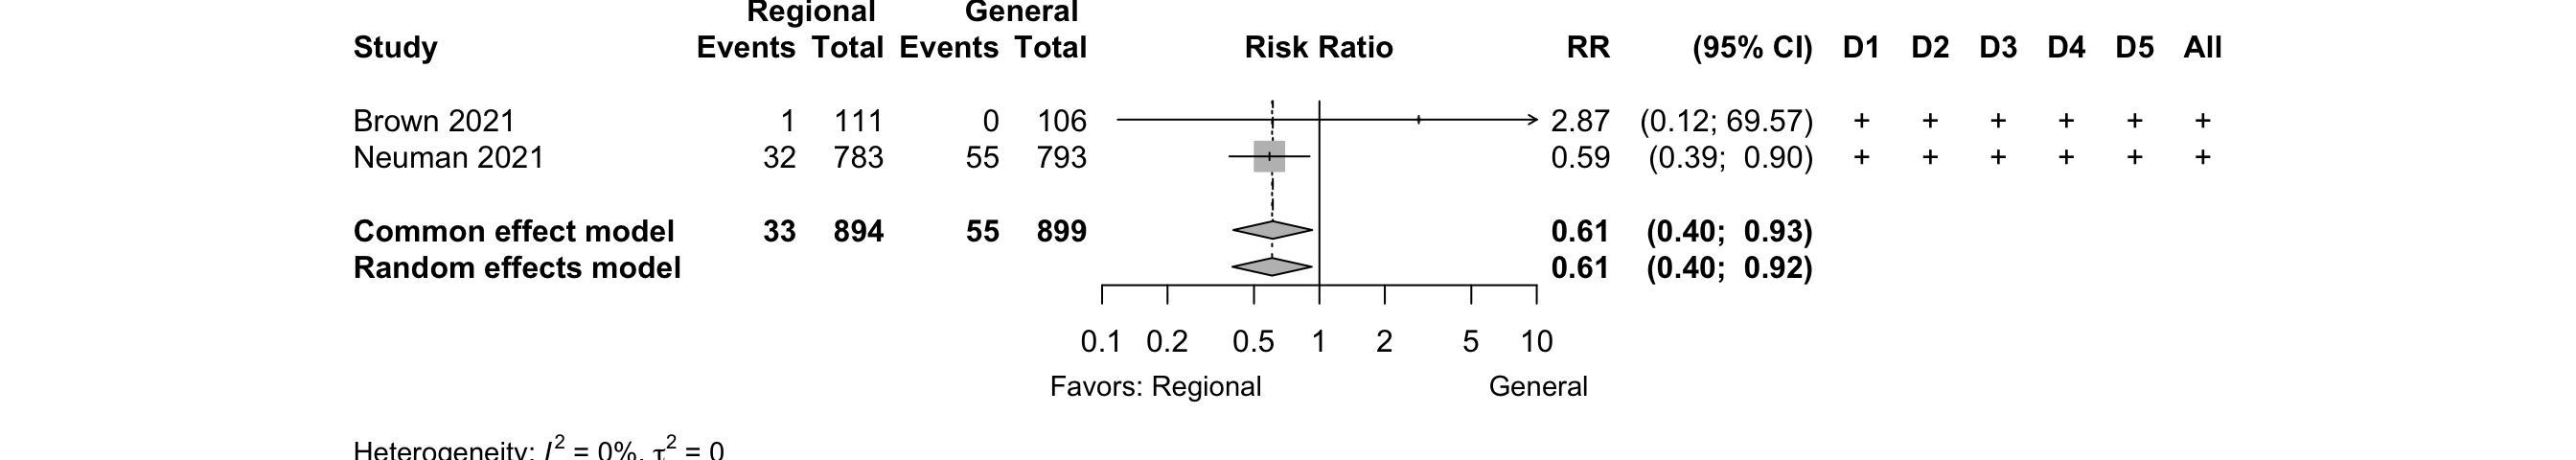 Regional General
Study Events Total Events Total Risk Ratio RR (95% CI) D1 D2 D3 D4 D5 All
Brown 2021 1 111 0 106 2.87 (0.12; 69.57) + + + + + +
Neuman 2021 32 783 55 793 0.59 (0.39; 0.90) + + + + + +
Common effect model 33 894 55 899 0.61 (0.40; 0.93)
Random effects model 0.61 (0.40; 0.92)
0.1 0.2 0.5 1 2 5 10
Favors: Regional General
Heterogeneity: I² = 0%, τ² = 0